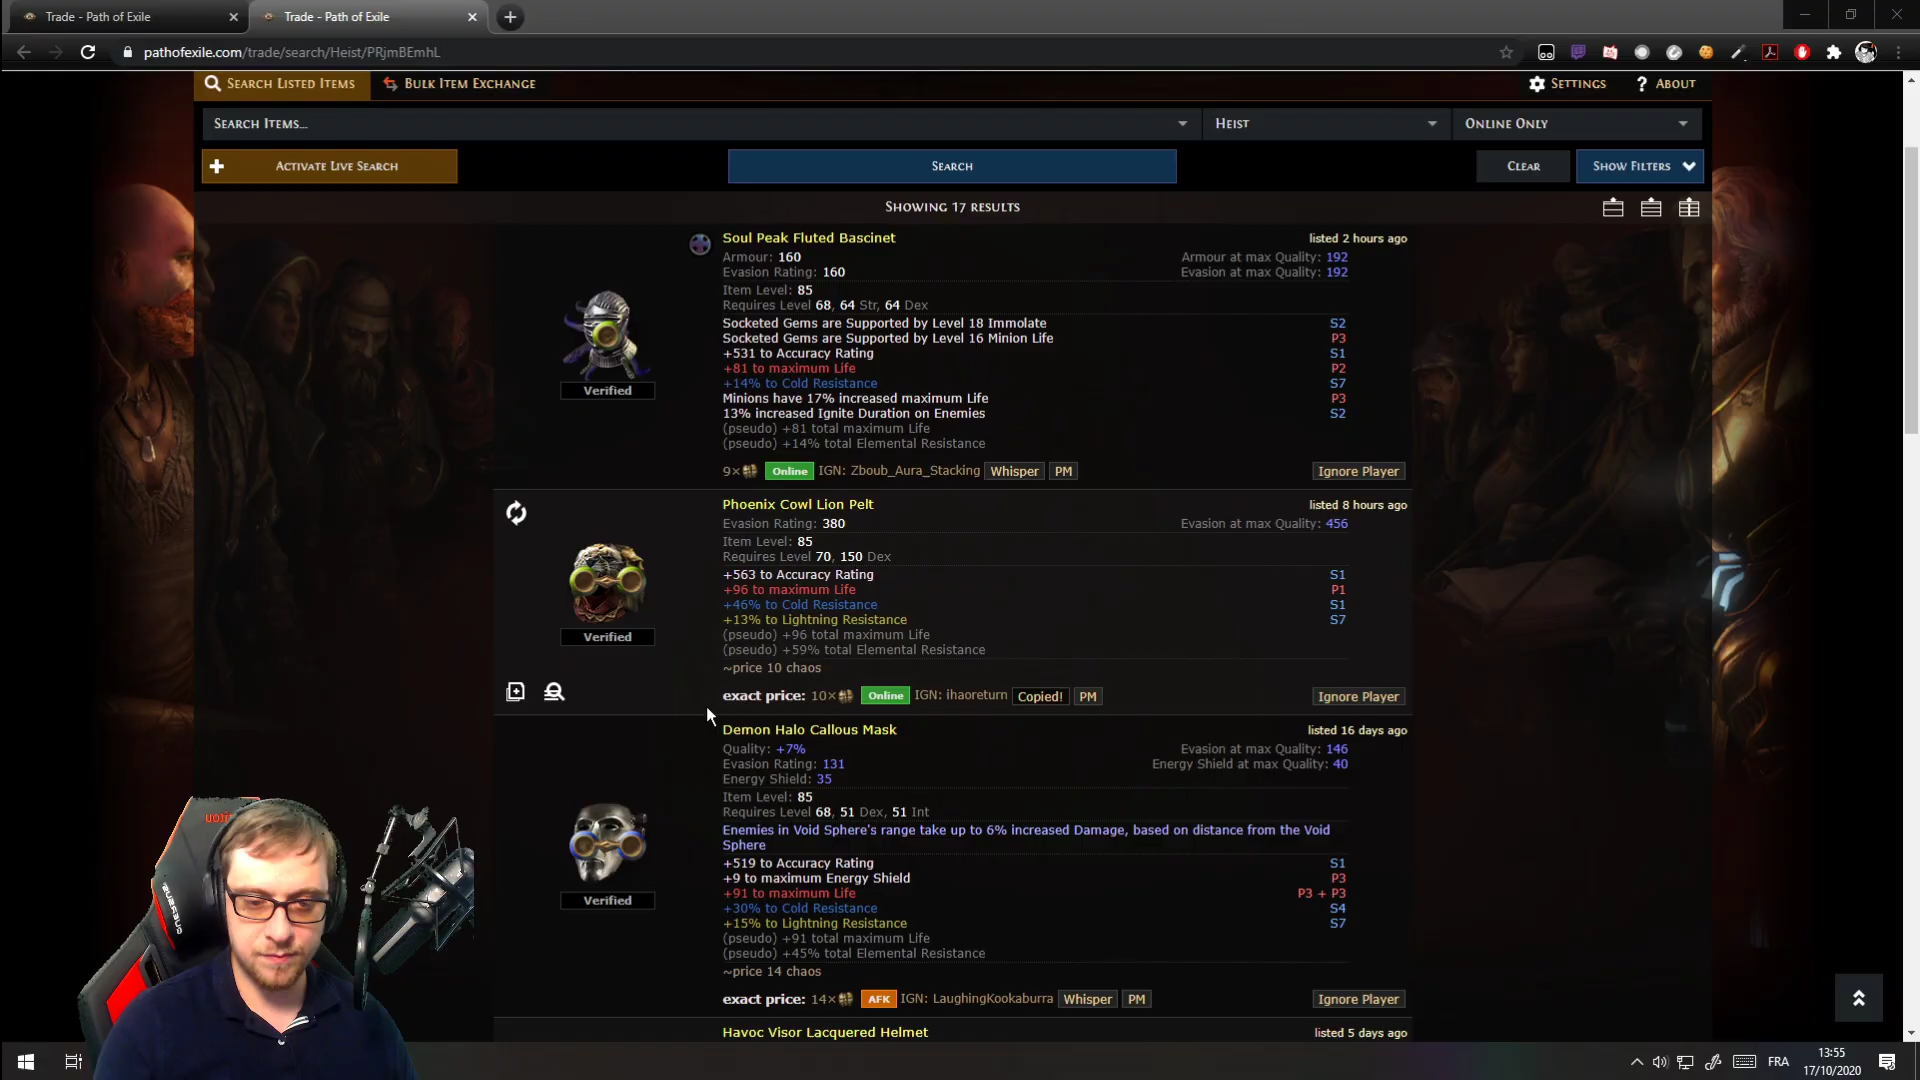 Trade - Path of Exile
Trade - Path of Exile
pathofexile.com/trade/search/Heist/PRjmBEmhL
Search Listed Items
Bulk Item Exchange
Settings
? About
Search Items...
Heist
Online Only
Activate Live Search
Search
Clear
Show Filters
Showing 17 results
Soul Peak Fluted Bascinet
listed 2 hours ago
Armour: 160
Armour at max Quality: 192
Evasion Rating: 160
Evasion at max Quality: 192
Item Level: 85
Requires Level 68, 64 Str, 64 Dex
Socketed Gems are Supported by Level 18 Immolate S2
Socketed Gems are Supported by Level 16 Minion Life P3
+531 to Accuracy Rating S1
+81 to maximum Life P2
+14% to Cold Resistance S7
Minions have 17% increased maximum Life P3
13% increased Ignite Duration on Enemies S2
(pseudo) +81 total maximum Life
(pseudo) +14% total Elemental Resistance
Verified
9× Online IGN: Zboub_Aura_Stacking Whisper PM Ignore Player
Phoenix Cowl Lion Pelt
listed 8 hours ago
Evasion Rating: 380
Evasion at max Quality: 456
Item Level: 85
Requires Level 70, 150 Dex
+563 to Accuracy Rating S1
+96 to maximum Life P1
+46% to Cold Resistance S1
+13% to Lightning Resistance S7
(pseudo) +96 total maximum Life
(pseudo) +59% total Elemental Resistance
Verified
~price 10 chaos
exact price: 10× Online IGN: ihaoreturn Copied! PM Ignore Player
Demon Halo Callous Mask
listed 16 days ago
Quality: +7%
Evasion at max Quality: 146
Evasion Rating: 131
Energy Shield at max Quality: 40
Energy Shield: 35
Item Level: 85
Requires Level 68, 51 Dex, 51 Int
Enemies in Void Sphere's range take up to 6% increased Damage, based on distance from the Void
Sphere
+519 to Accuracy Rating S1
+9 to maximum Energy Shield P3
+91 to maximum Life P3 + P3
+30% to Cold Resistance S4
+15% to Lightning Resistance S7
(pseudo) +91 total maximum Life
(pseudo) +45% total Elemental Resistance
Verified
~price 14 chaos
exact price: 14× AFK IGN: LaughingKookaburra Whisper PM Ignore Player
Havoc Visor Lacquered Helmet
listed 5 days ago
FRA
13:55
17/10/2020